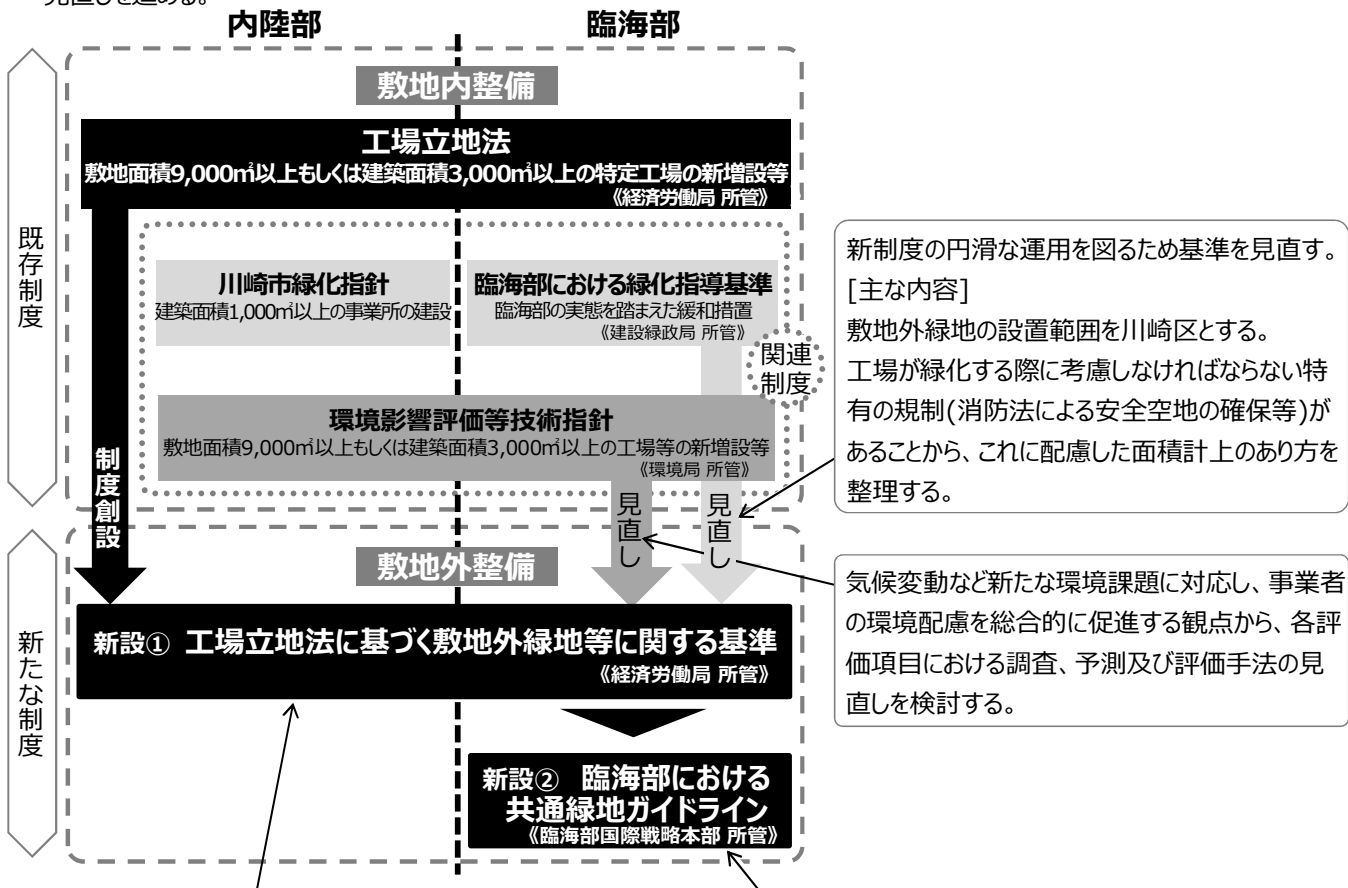 見直しを進める。
内陸部
臨海部
敷地内整備
工場立地法
敷地面積9,000㎡以上もしくは建築面積3,000㎡以上の特定工場の新増設等
《経済労働局 所管》
既存制度
川崎市緑化指針
建築面積1,000㎡以上の事業所の建設
臨海部における緑化指導基準
臨海部の実態を踏まえた緩和措置
《建設緑政局 所管》
関連
制度
環境影響評価等技術指針
敷地面積9,000㎡以上もしくは建築面積3,000㎡以上の工場等の新増設等
《環境局 所管》
制度創設
見直し
見直し
新制度の円滑な運用を図るため基準を見直す。
[主な内容]
敷地外緑地の設置範囲を川崎区とする。
工場が緑化する際に考慮しなければならない特
有の規制(消防法による安全空地の確保等)が
あることから、これに配慮した面積計上のあり方を
整理する。
敷地外整備
新たな制度
新設① 工場立地法に基づく敷地外緑地等に関する基準
《経済労働局 所管》
気候変動など新たな環境課題に対応し、事業者
の環境配慮を総合的に促進する観点から、各評
価項目における調査、予測及び評価手法の見
直しを検討する。
新設② 臨海部における
共通緑地ガイドライン
《臨海部国際戦略本部 所管》